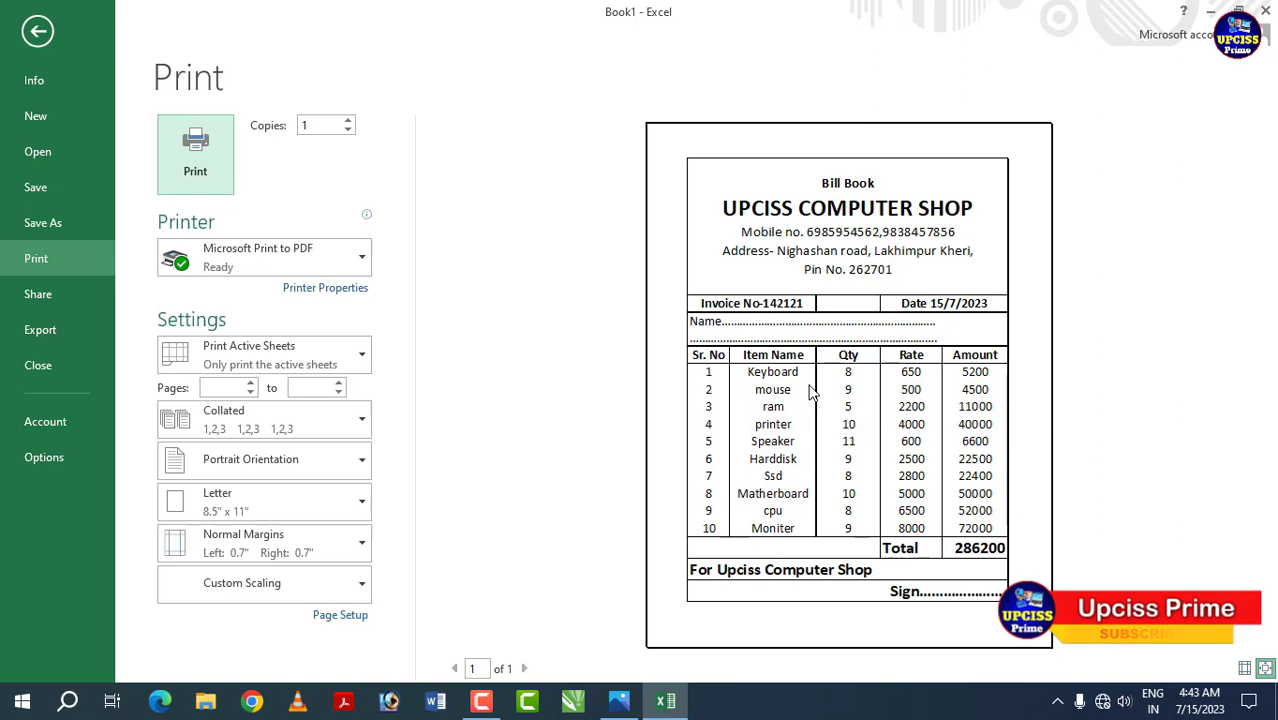 Book1 - Excel
?
Microsoft acco
UPCISS
Prime
Info
New
Open
Save
Save As
Print
Share
Export
Close
Account
Options
Print
Print
Copies: 1
Printer
Microsoft Print to PDF
Ready
Printer Properties
Settings
Print Active Sheets
Only print the active sheets
Pages: to
Collated
1,2,3 1,2,3 1,2,3
Portrait Orientation
Letter
8.5" x 11"
Normal Margins
Left: 0.7" Right: 0.7"
Custom Scaling
Page Setup
Bill Book
UPCISS COMPUTER SHOP
Mobile no. 6985954562,9838457856
Address- Nighashan road, Lakhimpur Kheri,
Pin No. 262701
Invoice No-142121 Date 15/7/2023
Name...............................................................
.........................................................................
Sr. No Item Name Qty Rate Amount
1 Keyboard 8 650 5200
2 mouse 9 500 4500
3 ram 5 2200 11000
4 printer 10 4000 40000
5 Speaker 11 600 6600
6 Harddisk 9 2500 22500
7 Ssd 8 2800 22400
8 Matherboard 10 5000 50000
9 cpu 8 6500 52000
10 Moniter 9 8000 72000
Total 286200
For Upciss Computer Shop
Sign.....................
UPCISS
Prime
Upciss Prime
SUBSCRIB
1 of 1
ENG
IN
4:43 AM
7/15/2023